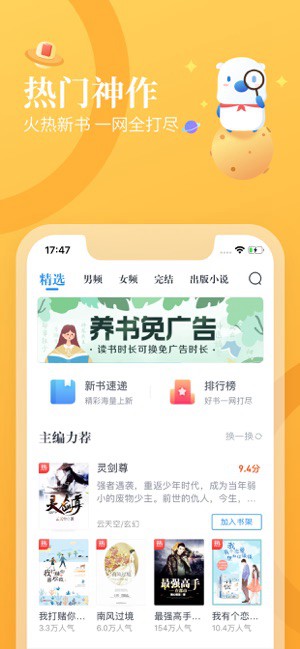 热门神作
火热新书 一网全打尽
17:47
精选 男频 女频 完结 出版小说
养书免广告
读书时长可换免广告时长
新书速递
精彩海量上新
排行榜
好书一网打尽
主编力荐
换一换
热
灵剑尊
9.4分
强者遇袭，重返少年时代，成为当年弱
小的废物少主。前世的仇人，今生，...
云天空/玄幻
加入书架
灵剑尊
热 热 热 热
最强高手
我打赌你... 南风过境 最强高手... 我有个恋...
3.3万人气 6.0万人气 154万人气 10.4万人气